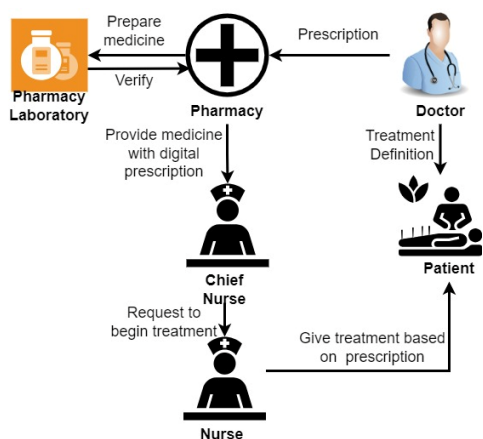 Prepare
medicine
Prescription
Verify
Pharmacy
Laboratory
Pharmacy
Doctor
Provide medicine
with digital
prescription
Treatment
Definition
Chief
Nurse
Patient
Request to
begin treatment
Give treatment based
on prescription
Nurse